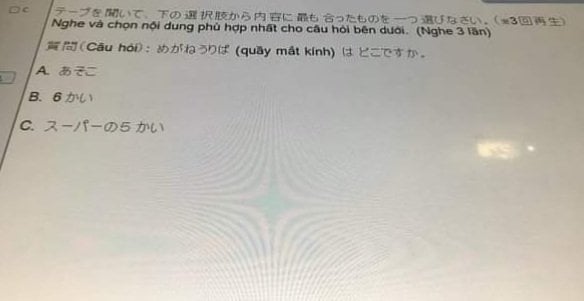 C
テープを聞いて、下の選択肢から内容に最も合ったものを一つ選びなさい。(※3回再生)
Nghe và chọn nội dung phù hợp nhất cho câu hỏi bên dưới. (Nghe 3 lần)
質問(Câu hỏi): めがねうりば (quầy mắt kính) は どこですか。
A. あそこ
B. 6かい
C. スーパーの5かい